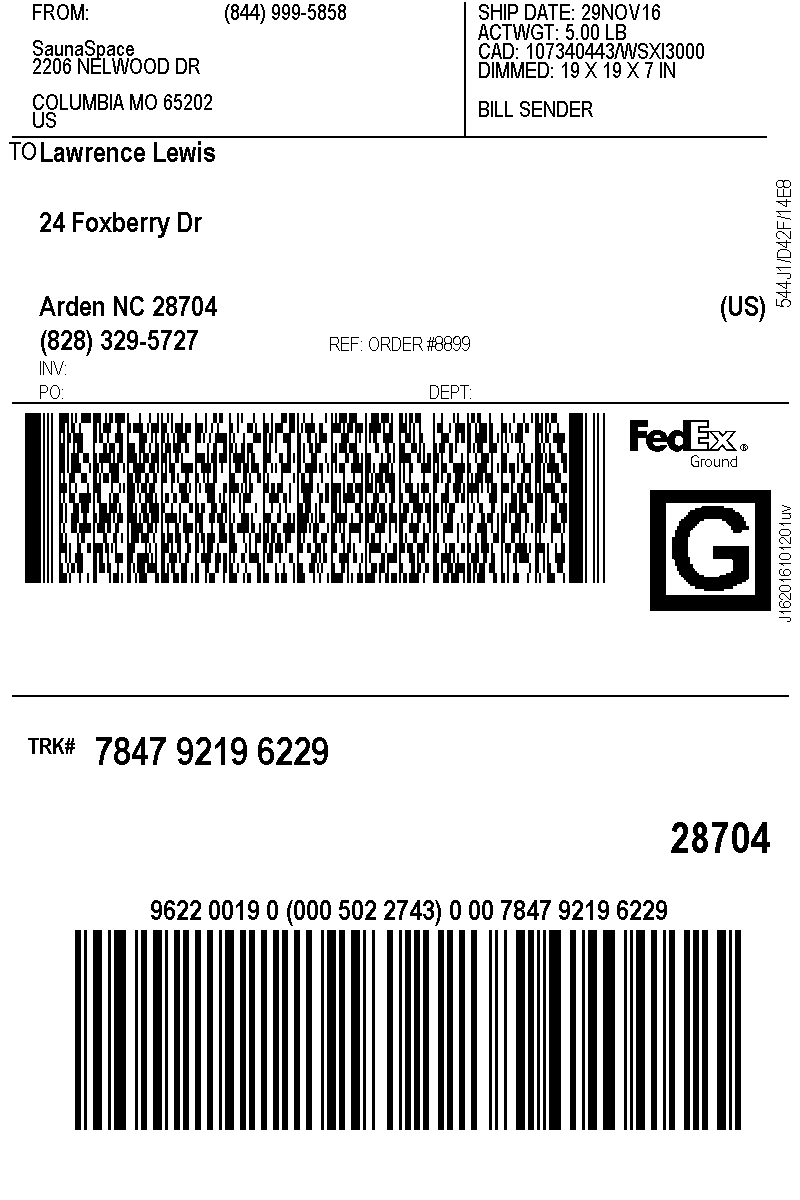 FROM: (844) 999-5858
SaunaSpace
2206 NELWOOD DR
COLUMBIA MO 65202
US
SHIP DATE: 29NOV16
ACTWGT: 5.00 LB
CAD: 107340443/WSXI3000
DIMMED: 19 X 19 X 7 IN
BILL SENDER
TO Lawrence Lewis
24 Foxberry Dr
Arden NC 28704 (US)
(828) 329-5727 REF: ORDER #8899
INV:
PO: DEPT:
544J1/D42F/14E8
FedEx ®
Ground
G
J162016101201uv
TRK# 7847 9219 6229
28704
9622 0019 0 (000 502 2743) 0 00 7847 9219 6229